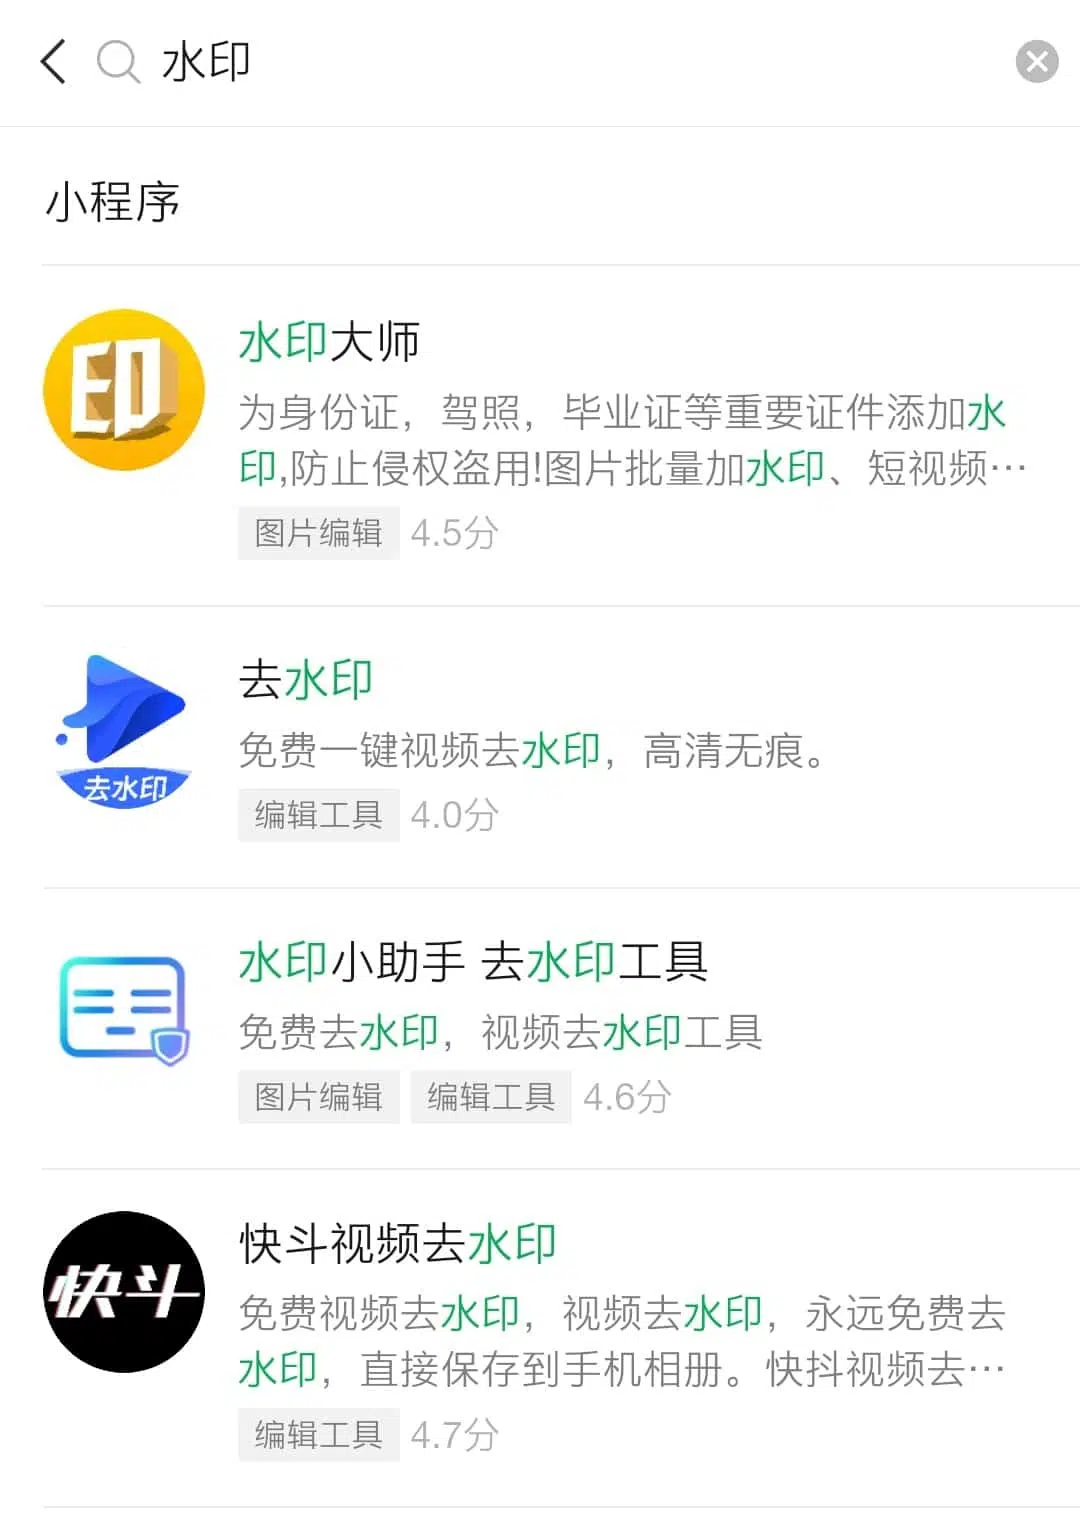 水印
小程序
印
水印大师
为身份证，驾照，毕业证等重要证件添加水
印,防止侵权盗用!图片批量加水印、短视频…
图片编辑 4.5分
去水印
去水印
免费一键视频去水印，高清无痕。
编辑工具 4.0分
水印小助手 去水印工具
免费去水印，视频去水印工具
图片编辑 编辑工具 4.6分
快斗
快斗视频去水印
免费视频去水印，视频去水印，永远免费去
水印，直接保存到手机相册。快抖视频去…
编辑工具 4.7分